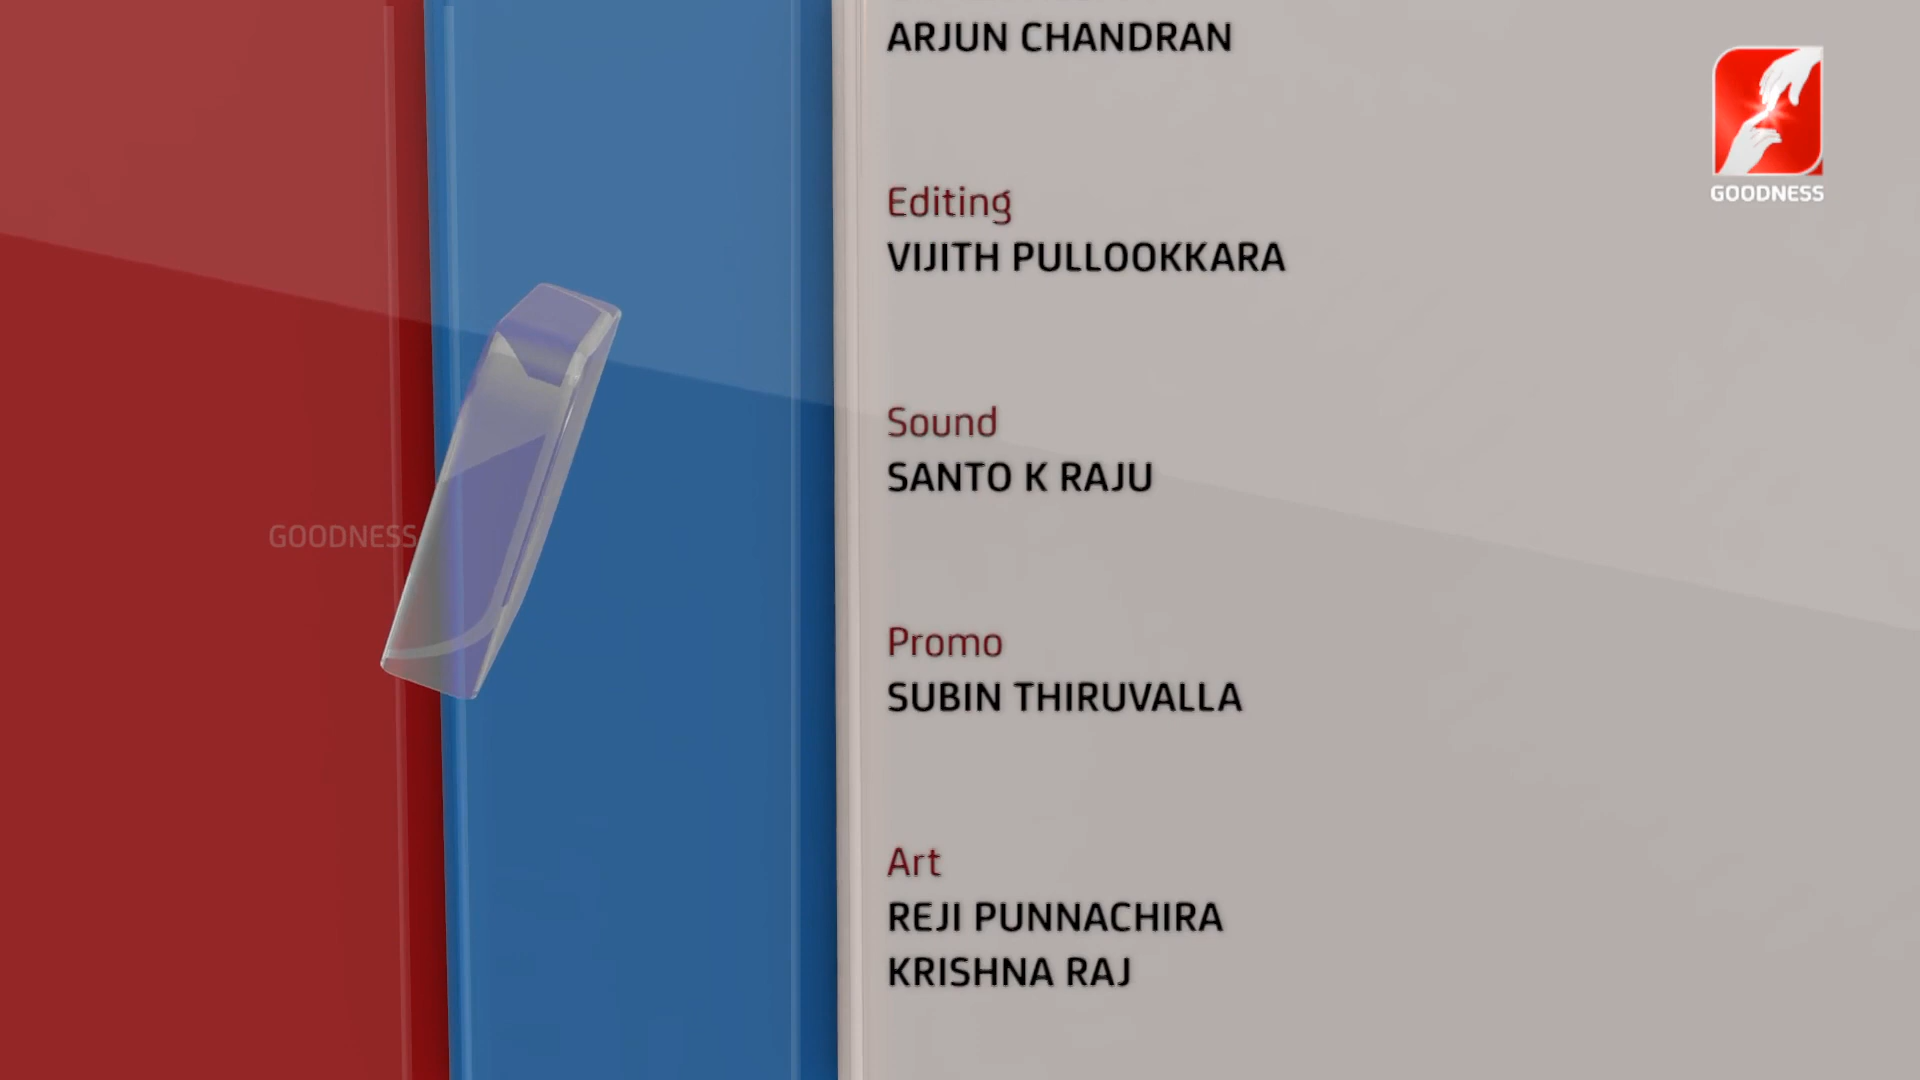 ARJUN CHANDRAN
Editing
VIJITH PULLOOKKARA
Sound
SANTO K RAJU
Promo
SUBIN THIRUVALLA
Art
REJI PUNNACHIRA
KRISHNA RAJ
GOODNESS
GOODNESS